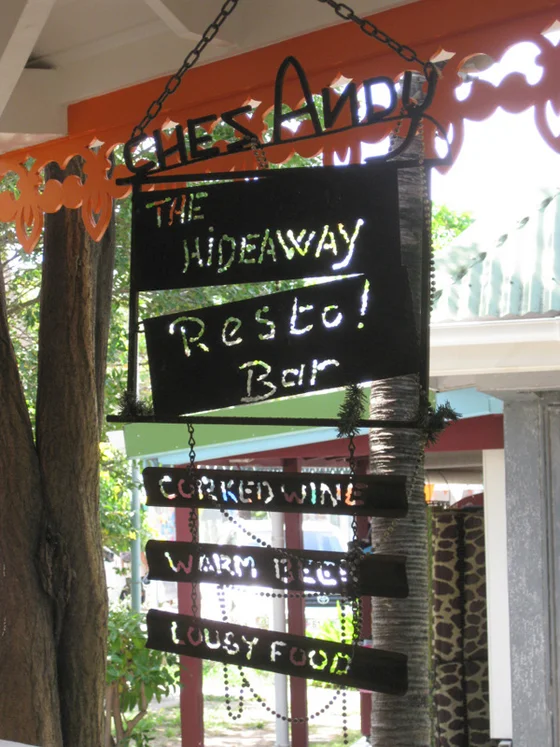 CHEZ ANDY
THE
HiDEAWAY
Resto!
Bar
CORKED WINE
WARM BEER
LOUSY FOOD